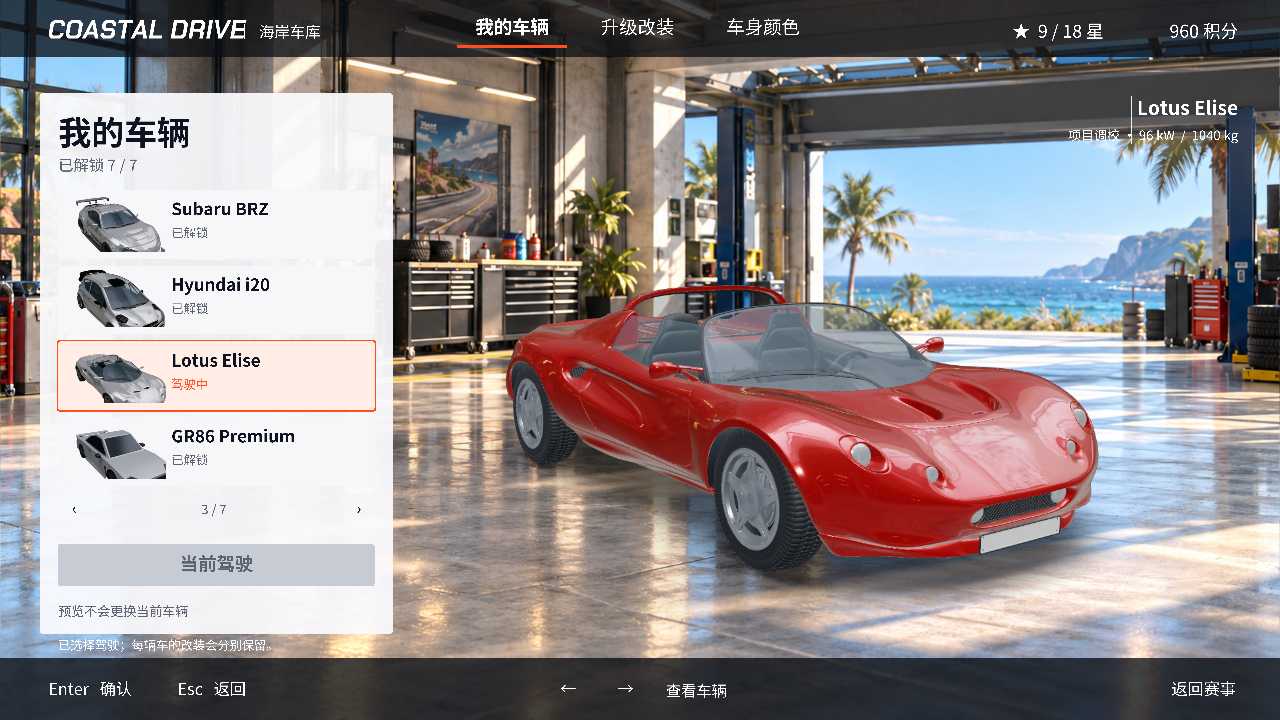 COASTAL DRIVE 海岸车库
我的车辆 升级改装 车身颜色
★ 9 / 18 星 960 积分
Lotus Elise
项目调校 · 96 kW / 1040 kg
我的车辆
已解锁 7 / 7
Subaru BRZ
已解锁
Hyundai i20
已解锁
Lotus Elise
驾驶中
GR86 Premium
已解锁
‹ 3 / 7 ›
当前驾驶
预览不会更换当前车辆
已选择驾驶；每辆车的改装会分别保留。
Enter 确认 Esc 返回 ← → 查看车辆 返回赛事